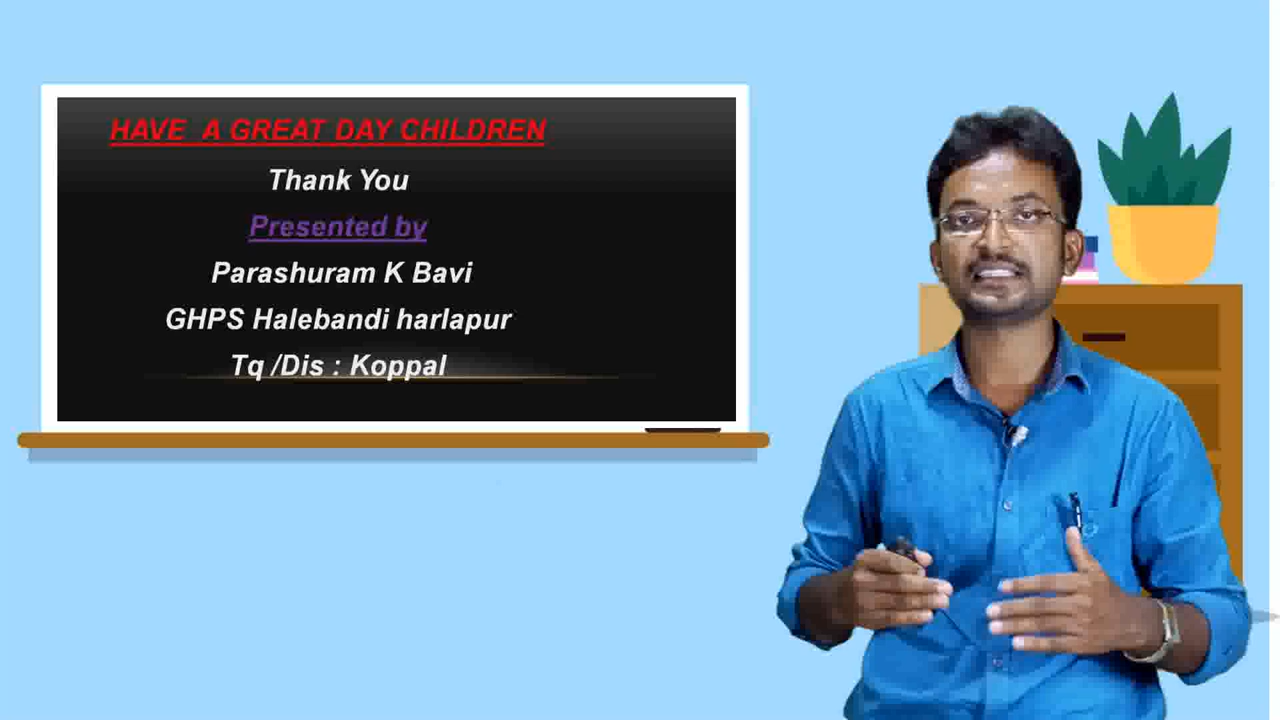 HAVE A GREAT DAY CHILDREN
Thank You
Presented by
Parashuram K Bavi
GHPS Halebandi harlapur
Tq /Dis : Koppal